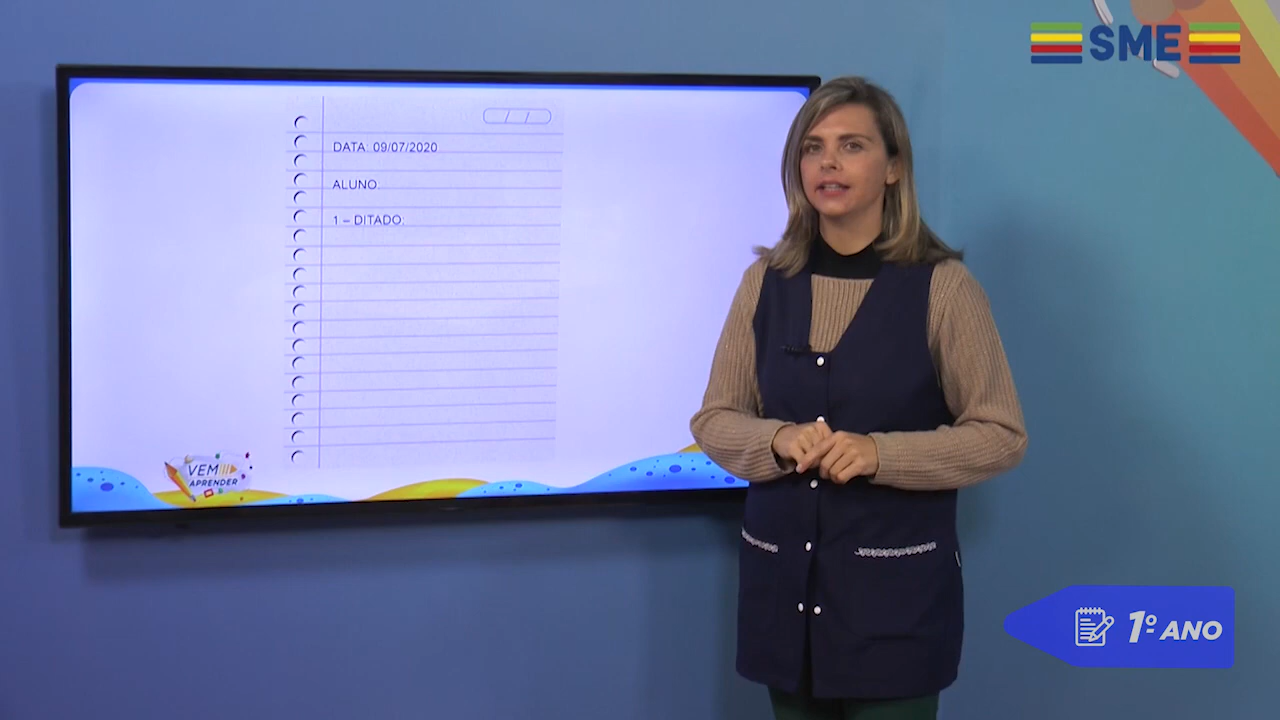 SME
DATA: 09/07/2020
ALUNO:
1 – DITADO:
VEM
APRENDER
1º ANO